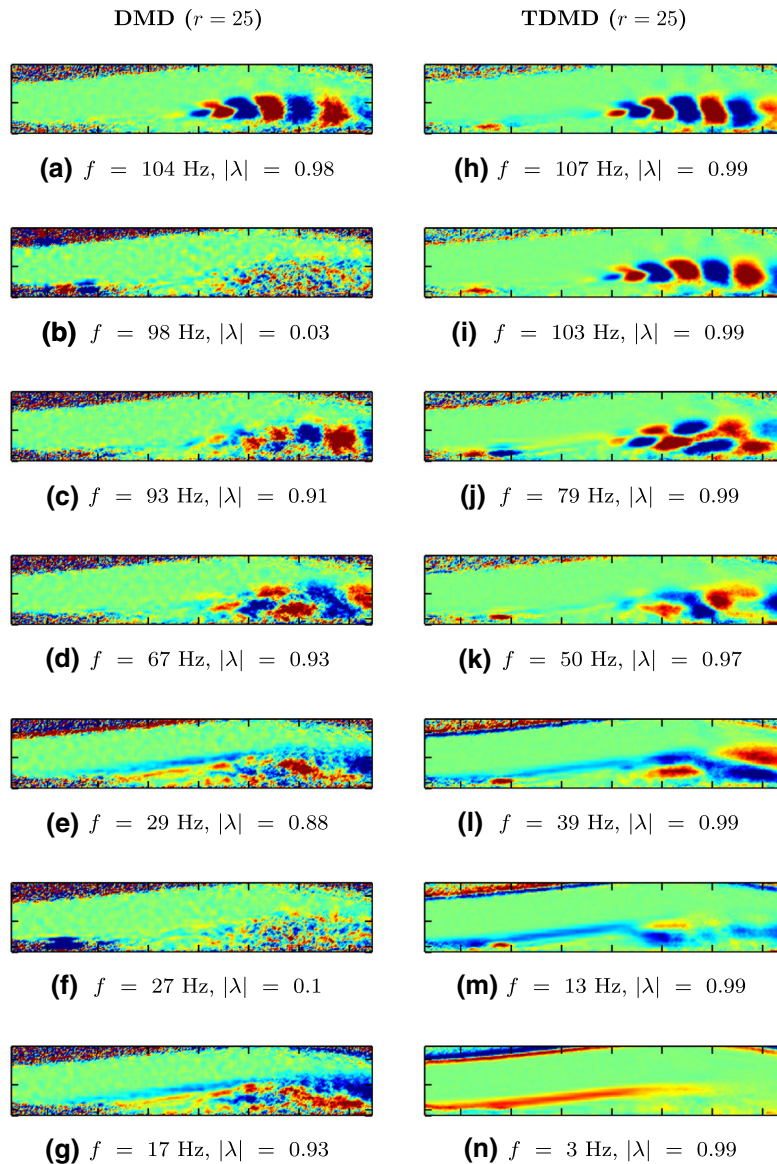 DMD (r = 25)
TDMD (r = 25)
(a) f = 104 Hz, |λ| = 0.98
(h) f = 107 Hz, |λ| = 0.99
(b) f = 98 Hz, |λ| = 0.03
(i) f = 103 Hz, |λ| = 0.99
(c) f = 93 Hz, |λ| = 0.91
(j) f = 79 Hz, |λ| = 0.99
(d) f = 67 Hz, |λ| = 0.93
(k) f = 50 Hz, |λ| = 0.97
(e) f = 29 Hz, |λ| = 0.88
(l) f = 39 Hz, |λ| = 0.99
(f) f = 27 Hz, |λ| = 0.1
(m) f = 13 Hz, |λ| = 0.99
(g) f = 17 Hz, |λ| = 0.93
(n) f = 3 Hz, |λ| = 0.99